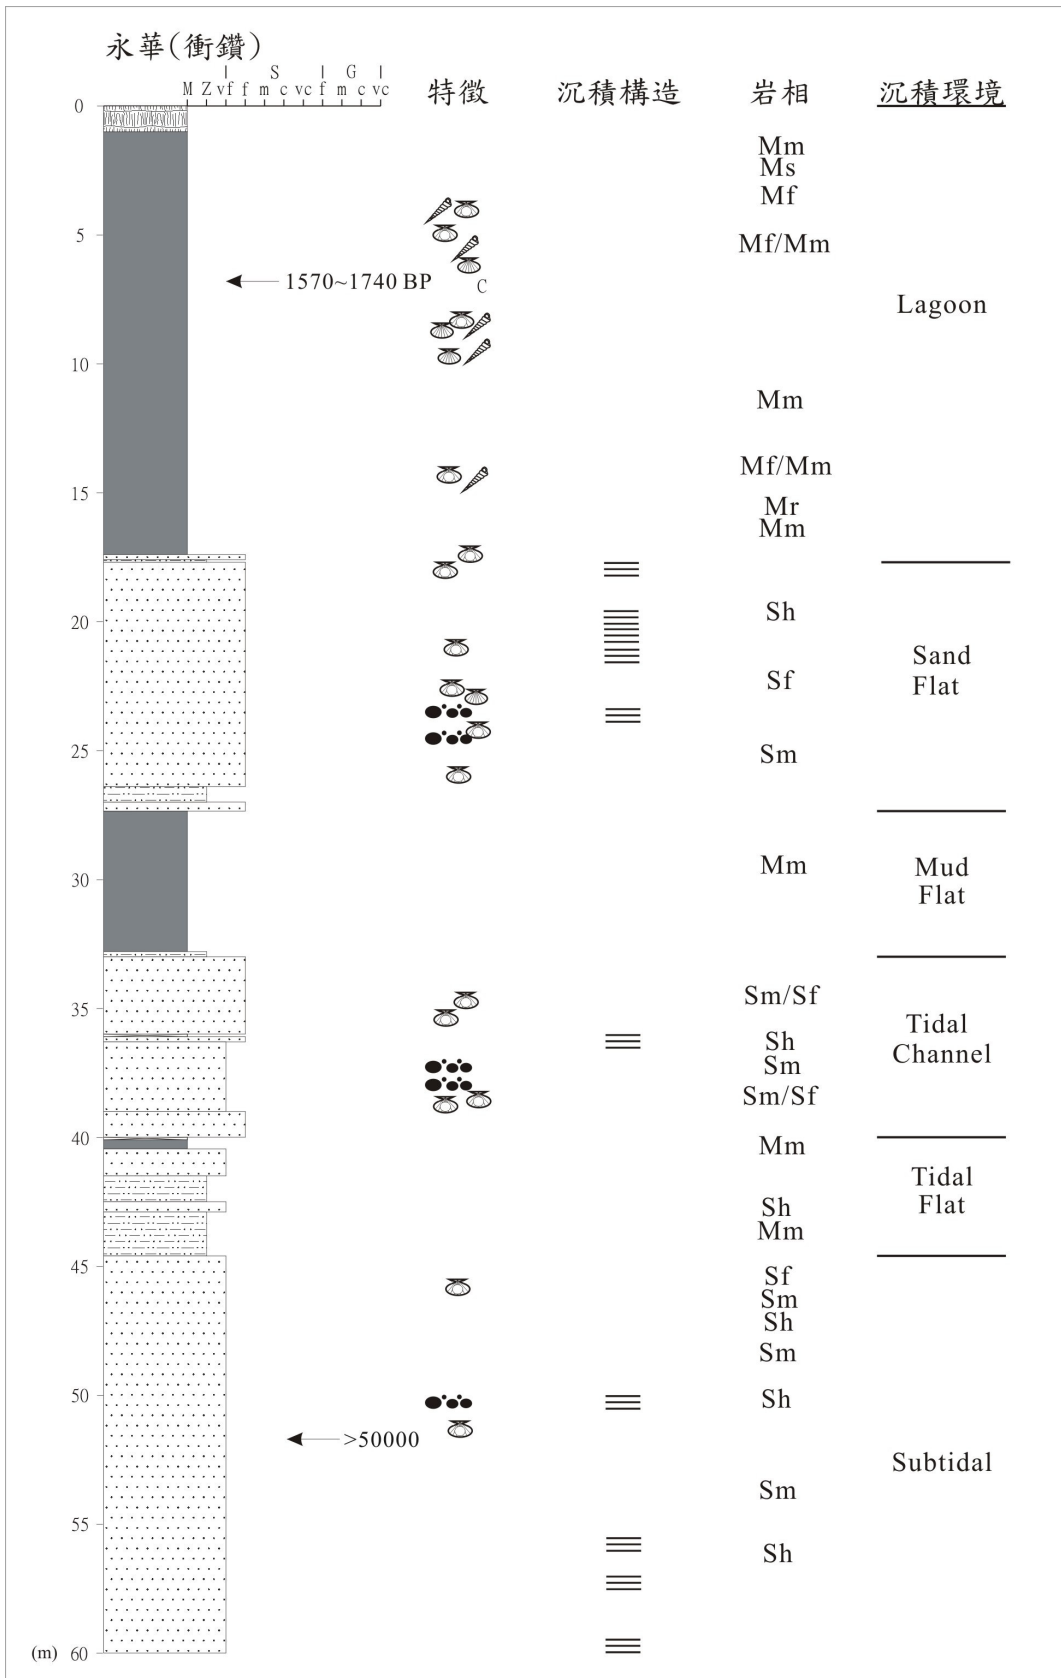 永華(衝鑽)
S G
M Z vf f m c vc f m c vc
特徵 沉積構造 岩相 沉積環境
0
Mm
Ms
Mf
5
Mf/Mm
1570~1740 BP C
Lagoon
10
Mm
Mf/Mm
15
Mr
Mm
20 Sh
Sand
Flat
Sf
25 Sm
30 Mm
Mud
Flat
35 Sm/Sf
Tidal
Channel
Sh
Sm
Sm/Sf
40 Mm
Tidal
Flat
Sh
Mm
45 Sf
Sm
Sh
Sm
50 Sh
>50000
Subtidal
Sm
55
Sh
(m) 60